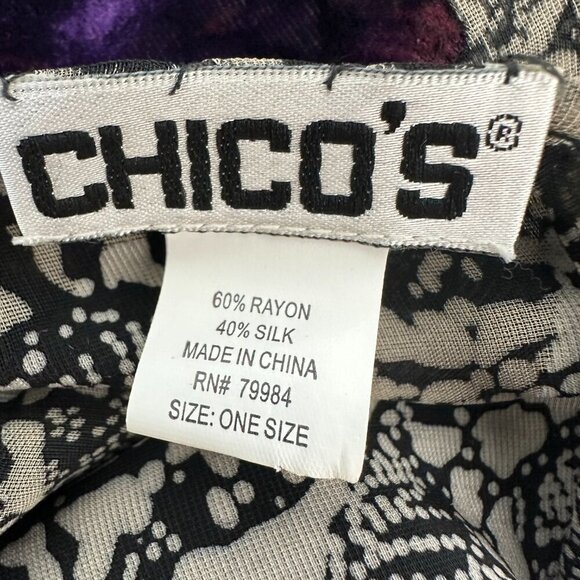 CHICO'S®
60% RAYON
40% SILK
MADE IN CHINA
RN# 79984
SIZE: ONE SIZE